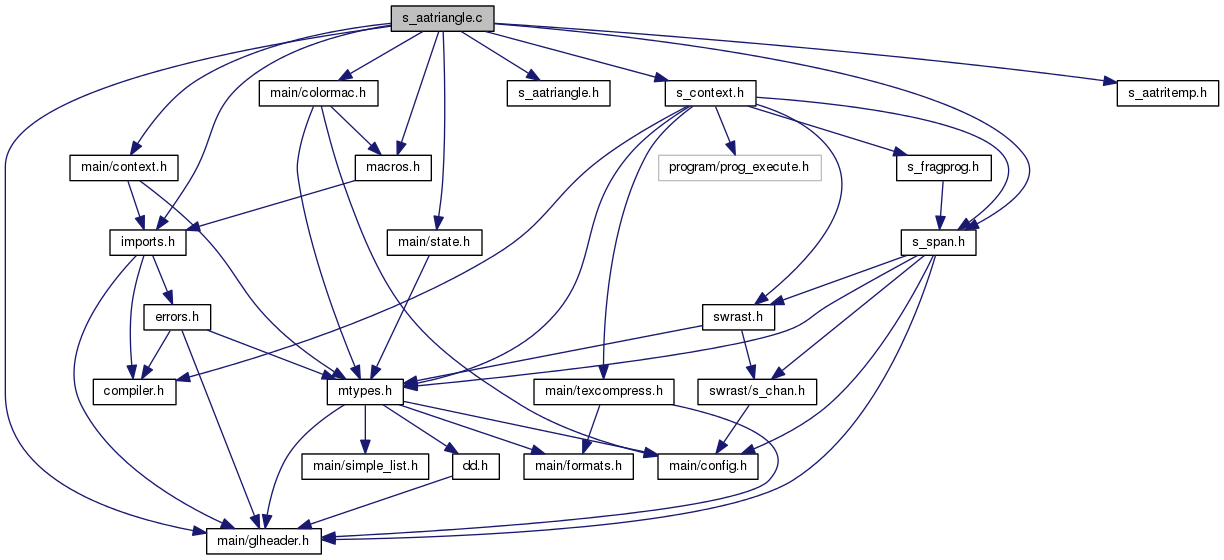 s_aatriangle.c
main/colormac.h
s_aatriangle.h
s_context.h
s_aatritemp.h
main/context.h
macros.h
program/prog_execute.h
s_fragprog.h
imports.h
main/state.h
s_span.h
errors.h
swrast.h
compiler.h
mtypes.h
main/texcompress.h
swrast/s_chan.h
main/simple_list.h
dd.h
main/formats.h
main/config.h
main/glheader.h